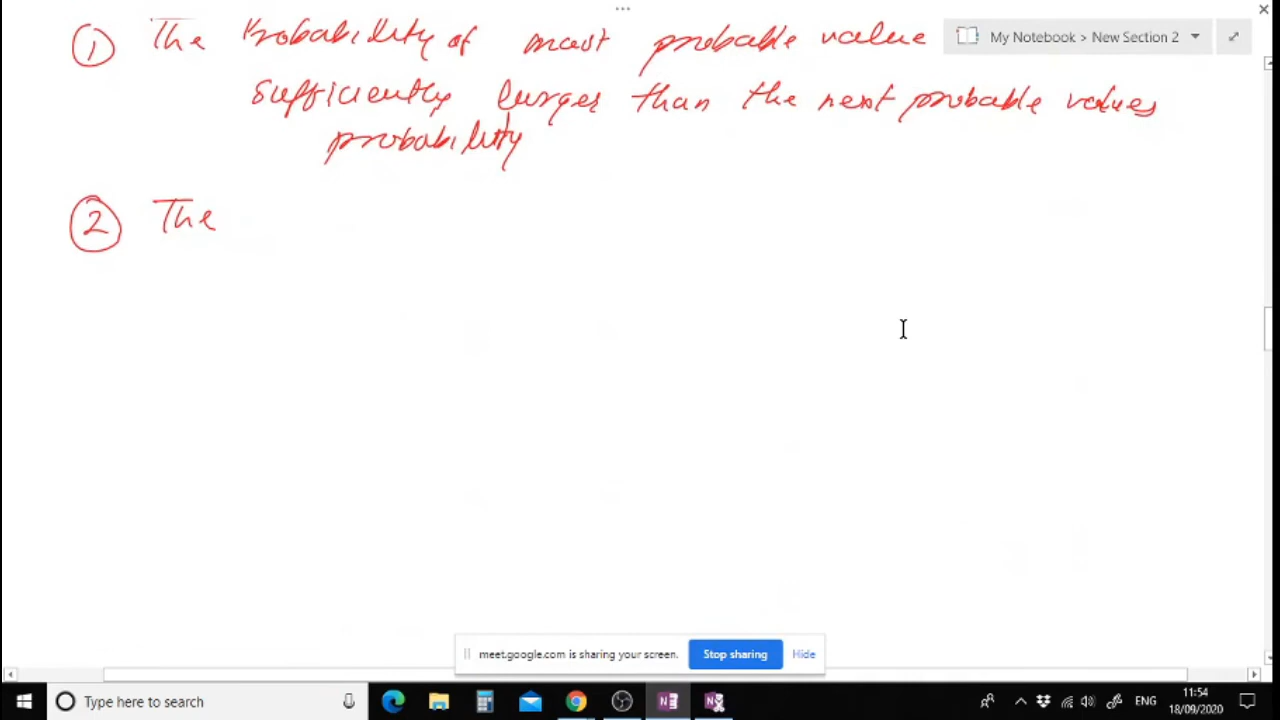 ① The Probability of most probable value
My Notebook > New Section 2
sufficiently larger than the next probable values
probability
② The
meet.google.com is sharing your screen. Stop sharing Hide
Type here to search
ENG
11:54
18/09/2020